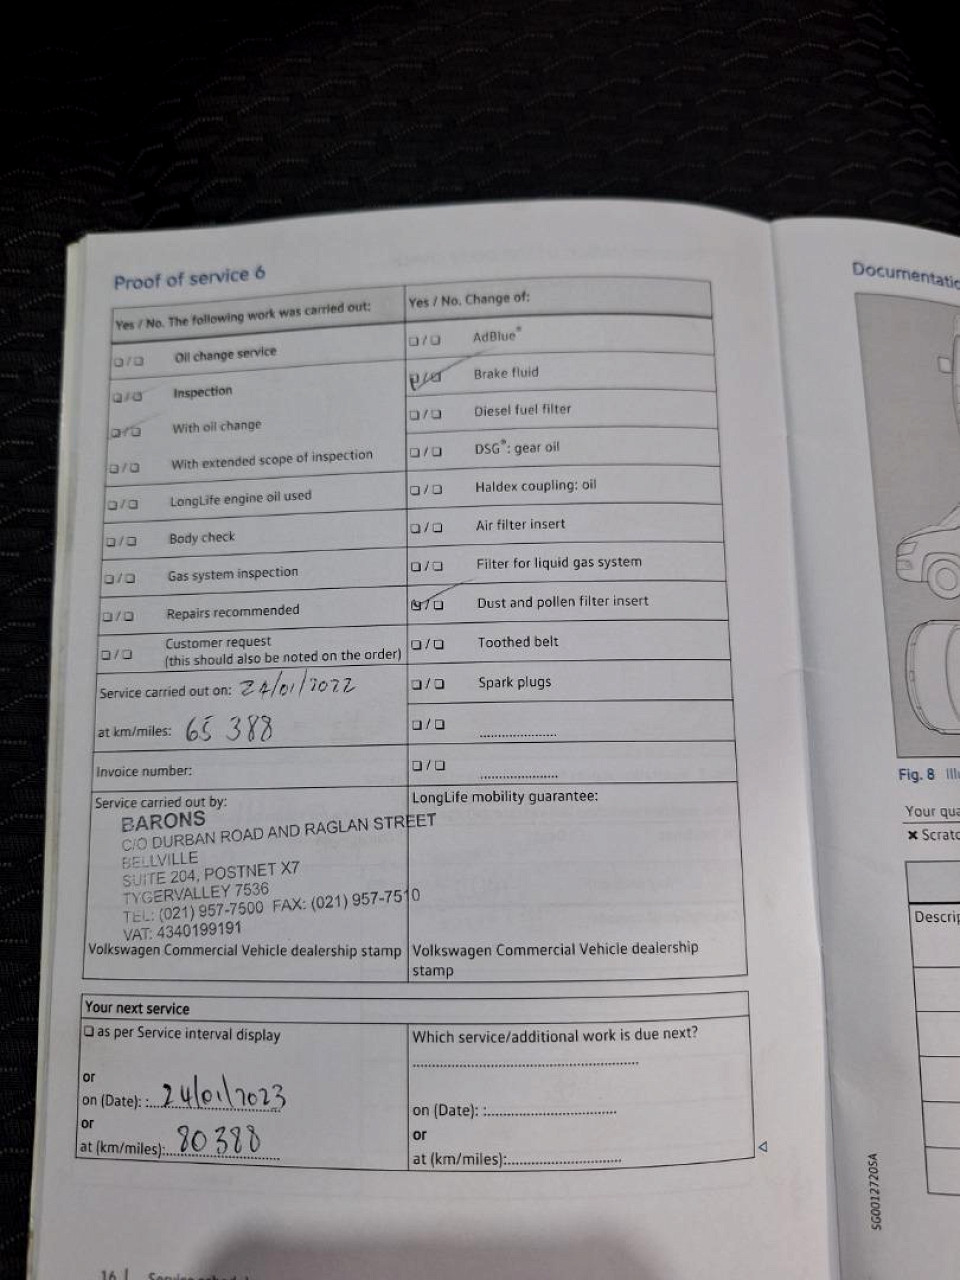 Proof of service 6
Yes / No. The following work was carried out:
❏ / ❏ Oil change service
❏ / ❏ Inspection
❏ / ❏ With oil change
❏ / ❏ With extended scope of inspection
❏ / ❏ LongLife engine oil used
❏ / ❏ Body check
❏ / ❏ Gas system inspection
❏ / ❏ Repairs recommended
❏ / ❏ Customer request
(this should also be noted on the order)
Service carried out on: 24/01/2022
at km/miles: 65 388
Invoice number:
Service carried out by:
BARONS
C/O DURBAN ROAD AND RAGLAN STREET
BELLVILLE
SUITE 204, POSTNET X7
TYGERVALLEY 7536
TEL: (021) 957-7500 FAX: (021) 957-7510
VAT: 4340199191
Volkswagen Commercial Vehicle dealership stamp
Yes / No. Change of:
❏ / ❏ AdBlue®
❏ / ❏ Brake fluid
❏ / ❏ Diesel fuel filter
❏ / ❏ DSG®: gear oil
❏ / ❏ Haldex coupling: oil
❏ / ❏ Air filter insert
❏ / ❏ Filter for liquid gas system
❏ / ❏ Dust and pollen filter insert
❏ / ❏ Toothed belt
❏ / ❏ Spark plugs
❏ / ❏ ......................
❏ / ❏ ......................
LongLife mobility guarantee:
Volkswagen Commercial Vehicle dealership
stamp
Your next service
❏ as per Service interval display
or
on (Date): : 24/01/2023
or
at (km/miles): 80388
Which service/additional work is due next?
on (Date): :
or
at (km/miles):
16 |
Documentatio
Fig. 8
Your qua
✖ Scratc
Descrip
SG0012720SA